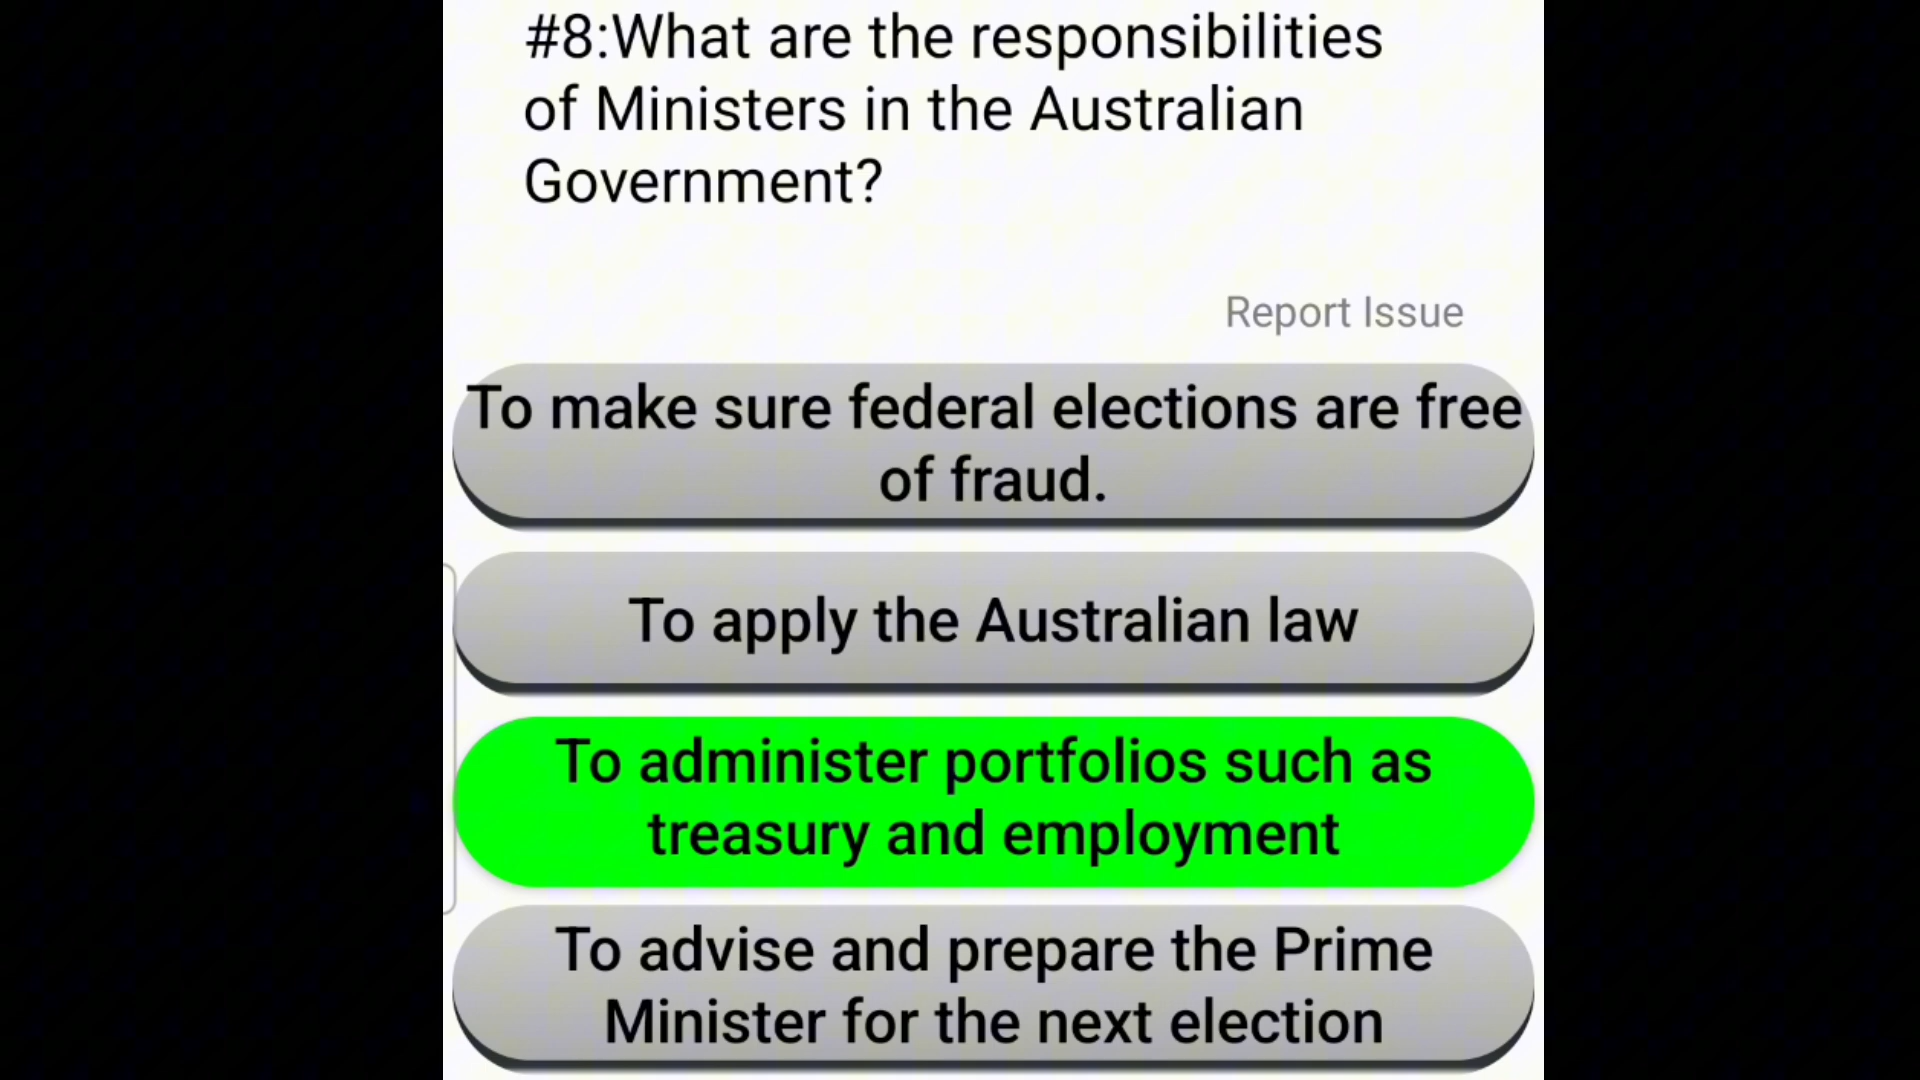 #8:What are the responsibilities
of Ministers in the Australian
Government?
Report Issue
To make sure federal elections are free
of fraud.
To apply the Australian law
To administer portfolios such as
treasury and employment
To advise and prepare the Prime
Minister for the next election